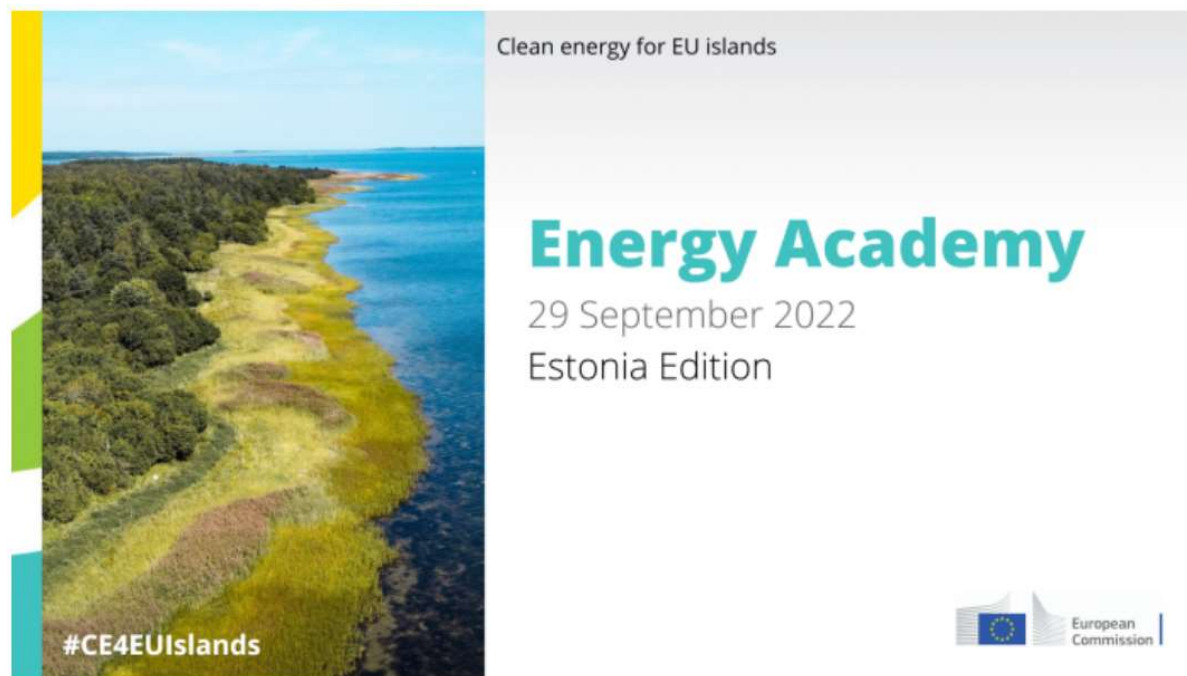 Clean energy for EU islands
Energy Academy
29 September 2022
Estonia Edition
#CE4EUIslands
European
Commission